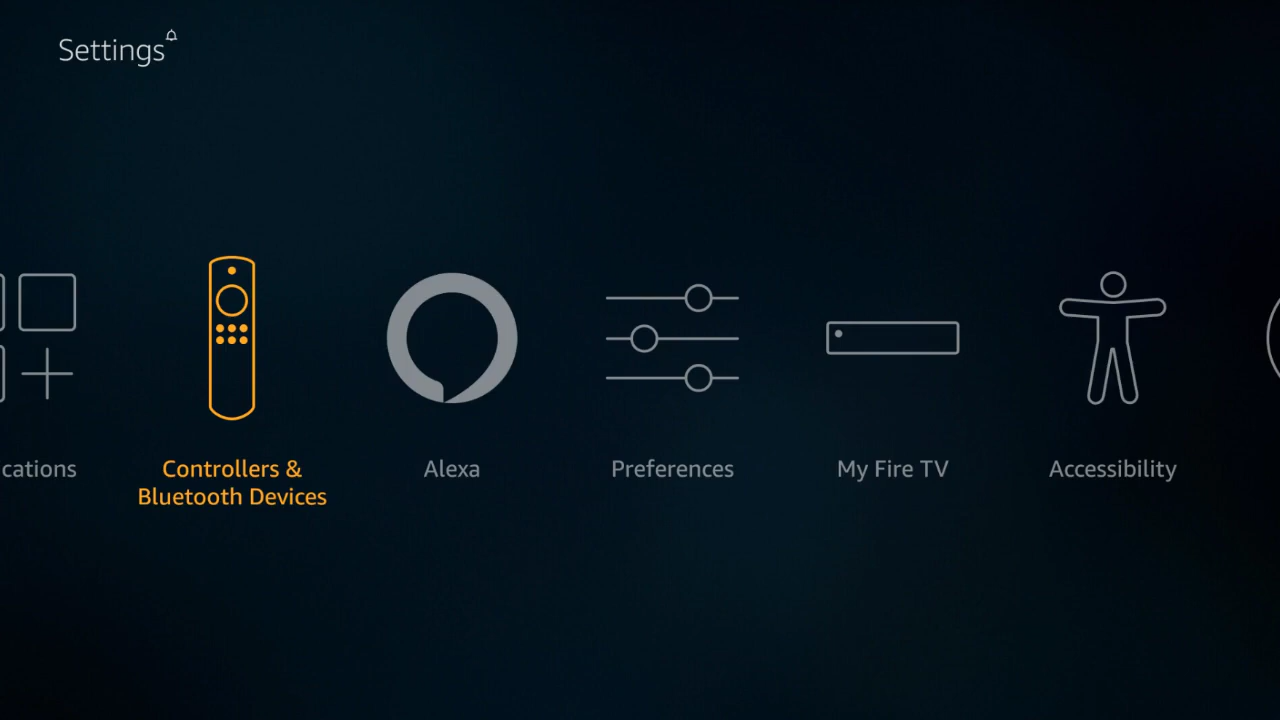 Settings
cations
Controllers &
Bluetooth Devices
Alexa
Preferences
My Fire TV
Accessibility